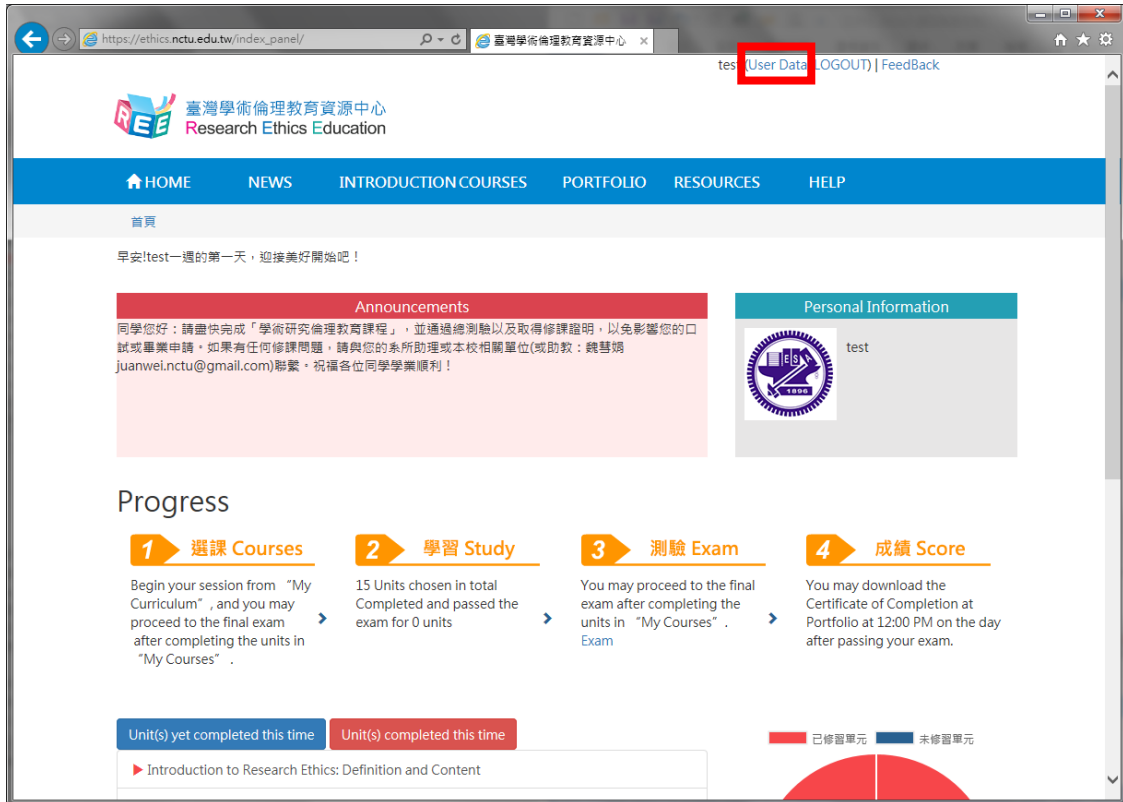 https://ethics.nctu.edu.tw/index_panel/
臺灣學術倫理教育資源中心
test (User Data LOGOUT) | FeedBack
REE
臺灣學術倫理教育資源中心
Research Ethics Education
HOME NEWS INTRODUCTION COURSES PORTFOLIO RESOURCES HELP
首頁
早安!test一週的第一天,迎接美好開始吧!
Announcements
同學您好:請盡快完成「學術研究倫理教育課程」,並通過總測驗以及取得修課證明,以免影響您的口
試或畢業申請。如果有任何修課問題,請與您的系所助理或本校相關單位(或助教:魏慧娟
juanwei.nctu@gmail.com)聯繫。祝福各位同學學業順利!
Personal Information
test
ES
1896
Progress
1 選課 Courses
Begin your session from “My
Curriculum” , and you may
proceed to the final exam
after completing the units in
“My Courses” .
2 學習 Study
15 Units chosen in total
Completed and passed the
exam for 0 units
3 測驗 Exam
You may proceed to the final
exam after completing the
units in “My Courses” .
Exam
4 成績 Score
You may download the
Certificate of Completion at
Portfolio at 12:00 PM on the day
after passing your exam.
Unit(s) yet completed this time Unit(s) completed this time
Introduction to Research Ethics: Definition and Content
已修習單元 未修習單元